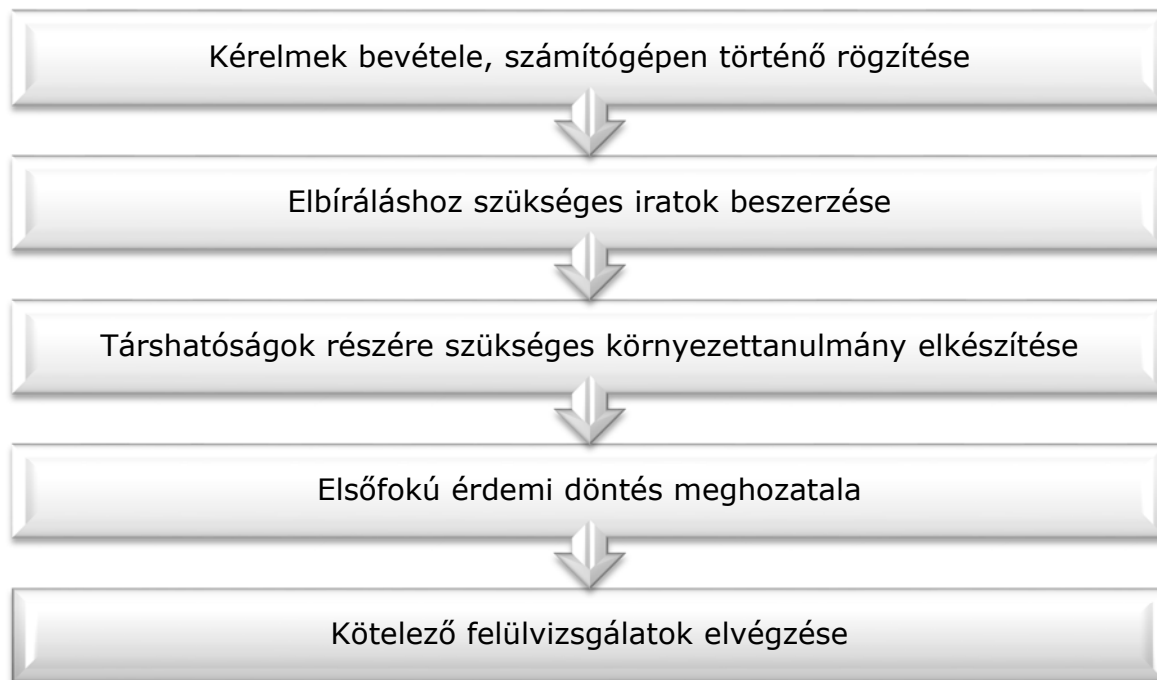 Kérelmek bevétele, számítógépen történő rögzítése
Elbíráláshoz szükséges iratok beszerzése
Társhatóságok részére szükséges környezettanulmány elkészítése
Elsőfokú érdemi döntés meghozatala
Kötelező felülvizsgálatok elvégzése